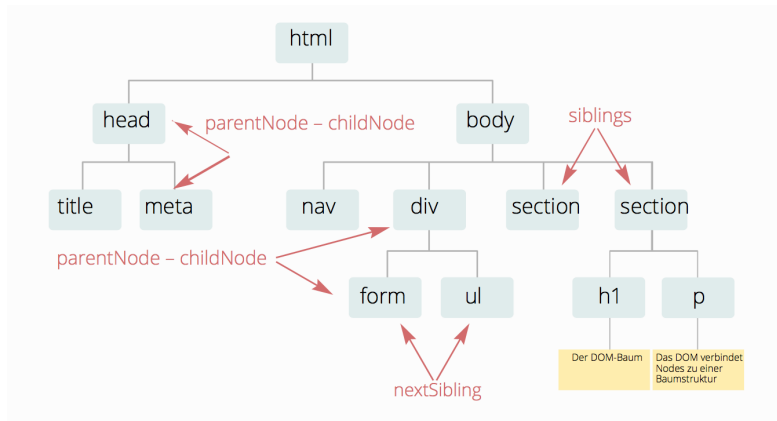 html
head
parentNode – childNode
body
siblings
title
meta
nav
div
section
section
parentNode – childNode
form
ul
h1
p
nextSibling
Der DOM-Baum
Das DOM verbindet
Nodes zu einer
Baumstruktur